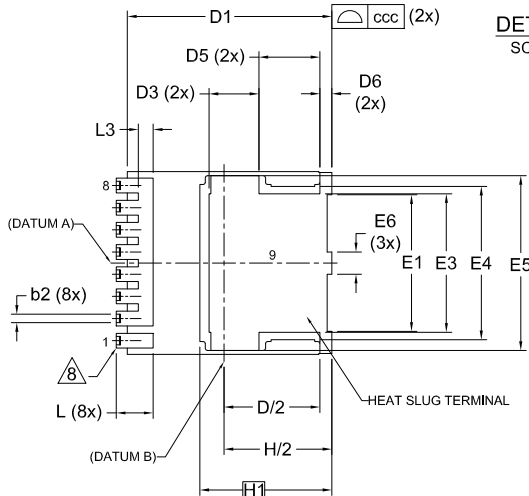 D1
ccc (2x)
DET
SC
D5 (2x)
D3 (2x)
D6
(2x)
L3
8
(DATUM A)
9
E6
(3x)
E1
E3
E4
E5
b2 (8x)
1
8
L (8x)
D/2
HEAT SLUG TERMINAL
H/2
(DATUM B)
H1